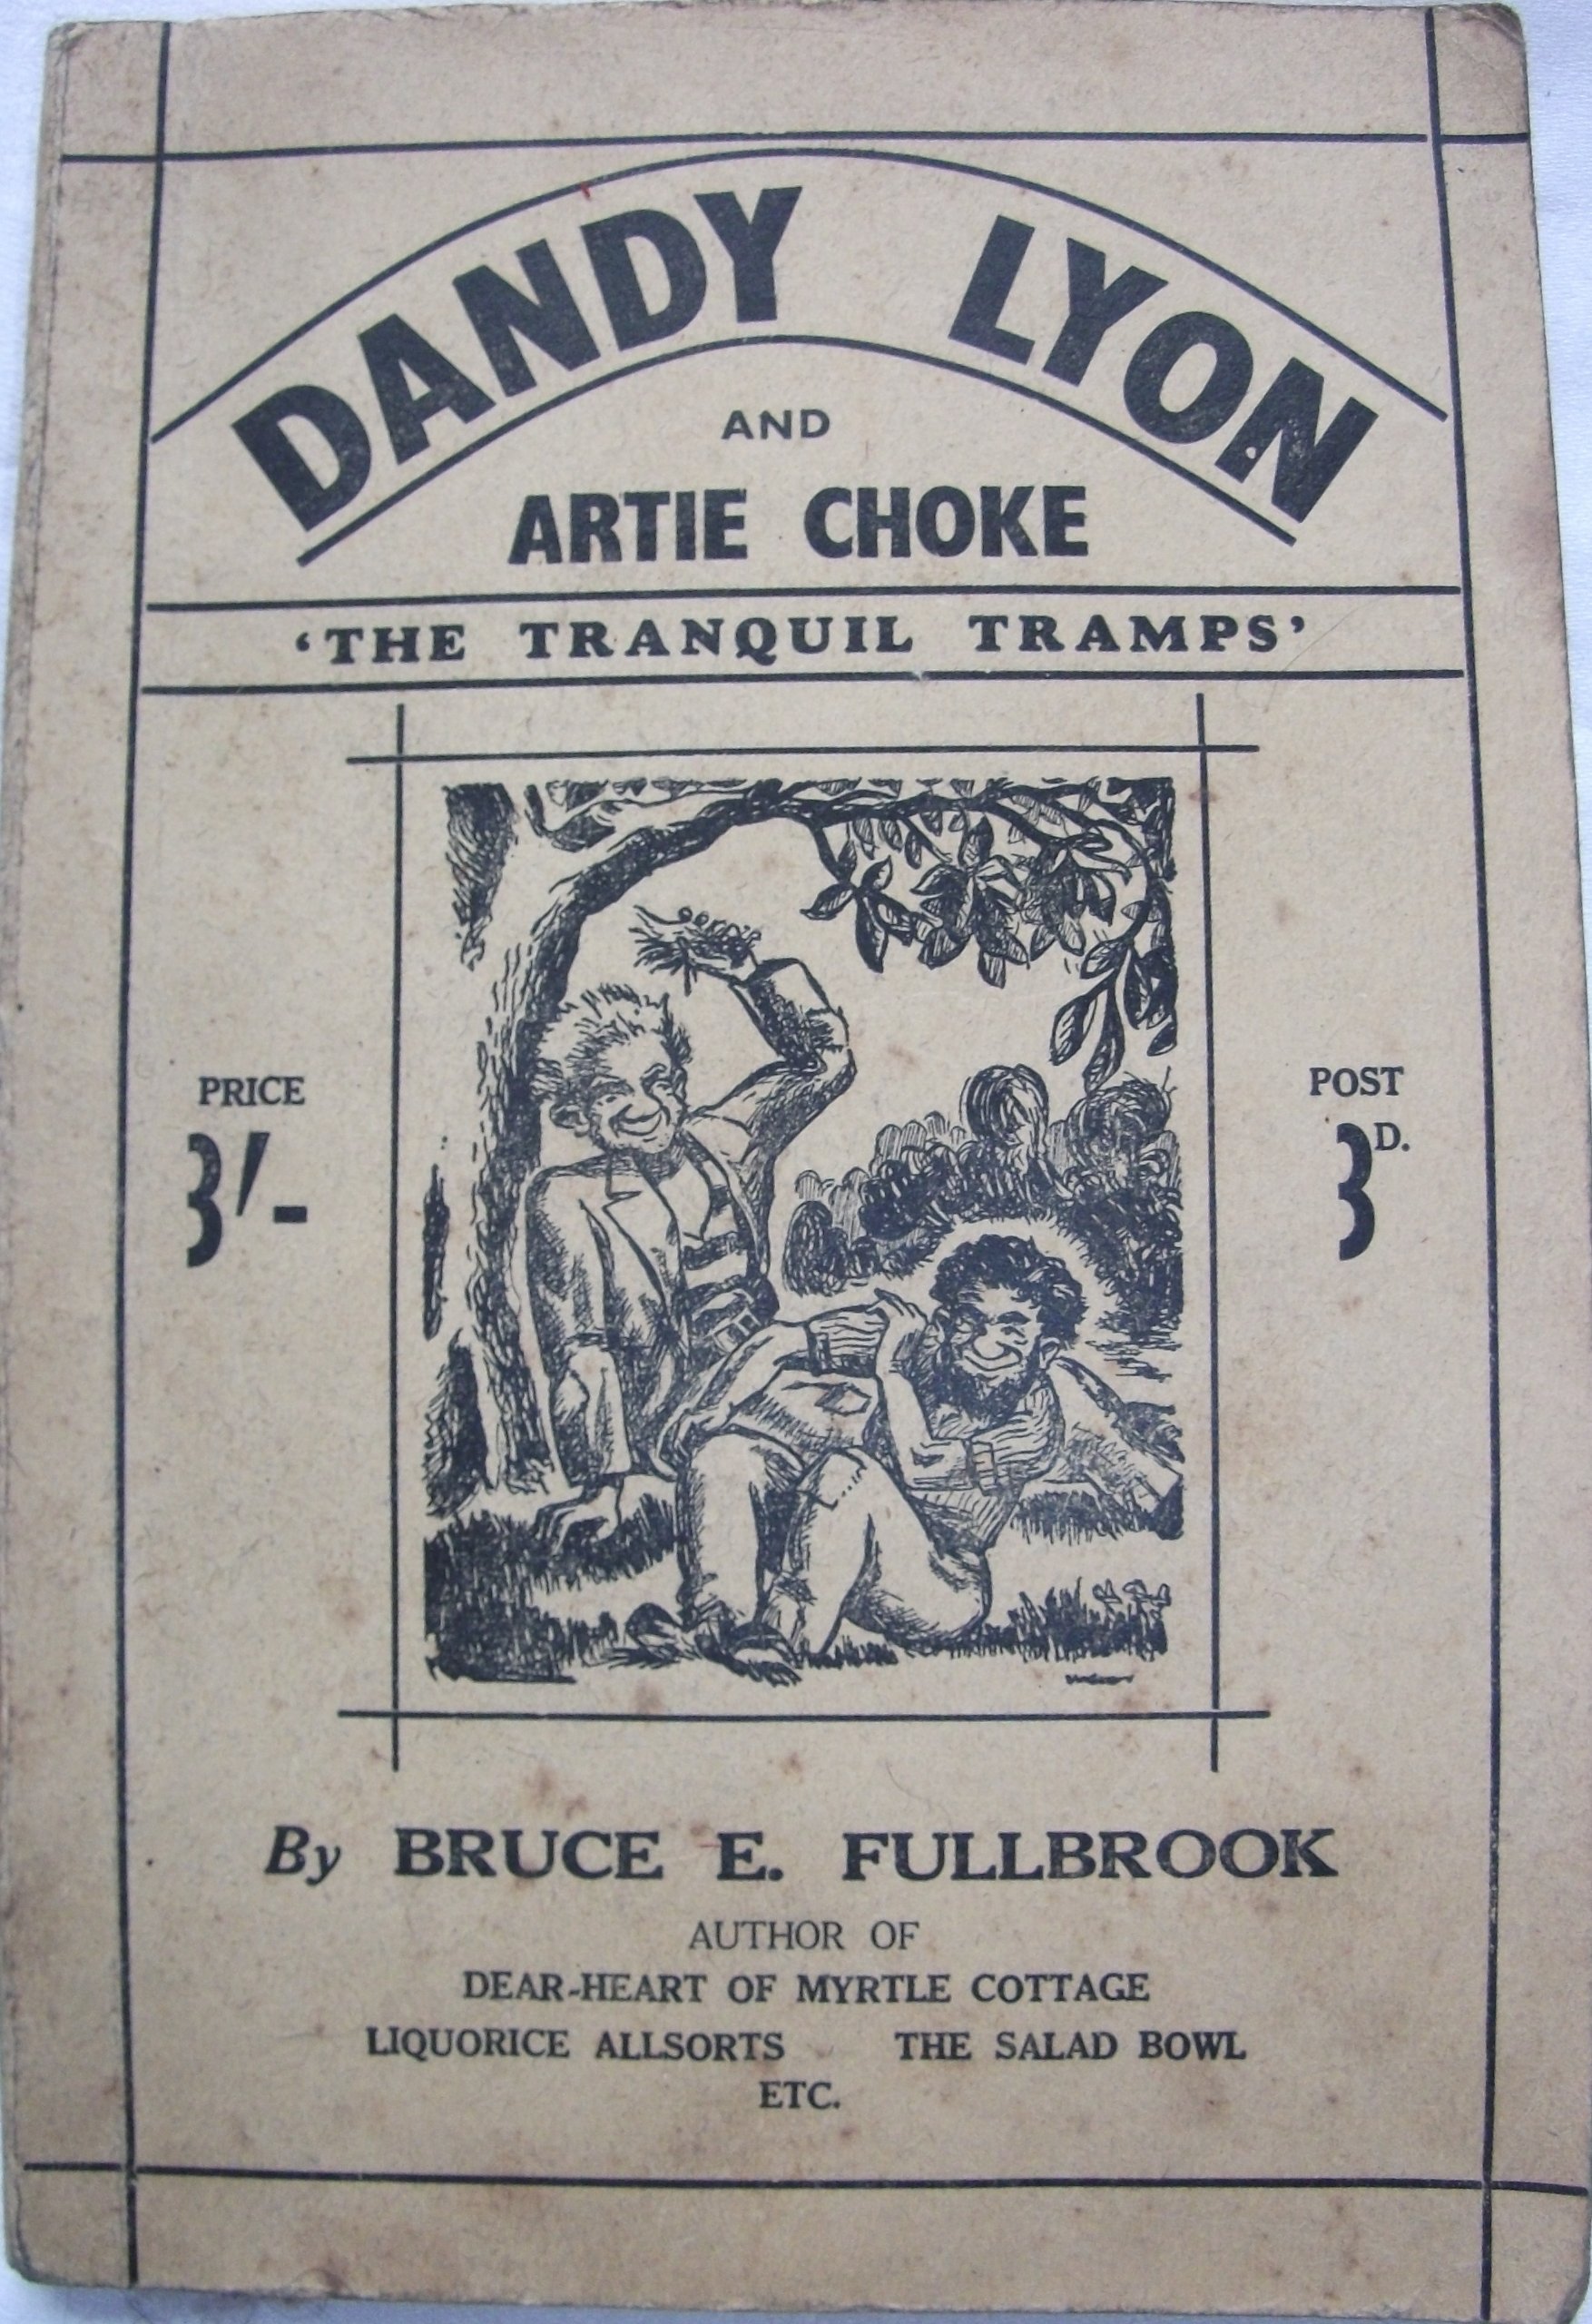 DANDY LYON
AND
ARTIE CHOKE
‘THE TRANQUIL TRAMPS’
PRICE
3/-
POST
3D.
By BRUCE E. FULLBROOK
AUTHOR OF
DEAR-HEART OF MYRTLE COTTAGE
LIQUORICE ALLSORTS THE SALAD BOWL
ETC.